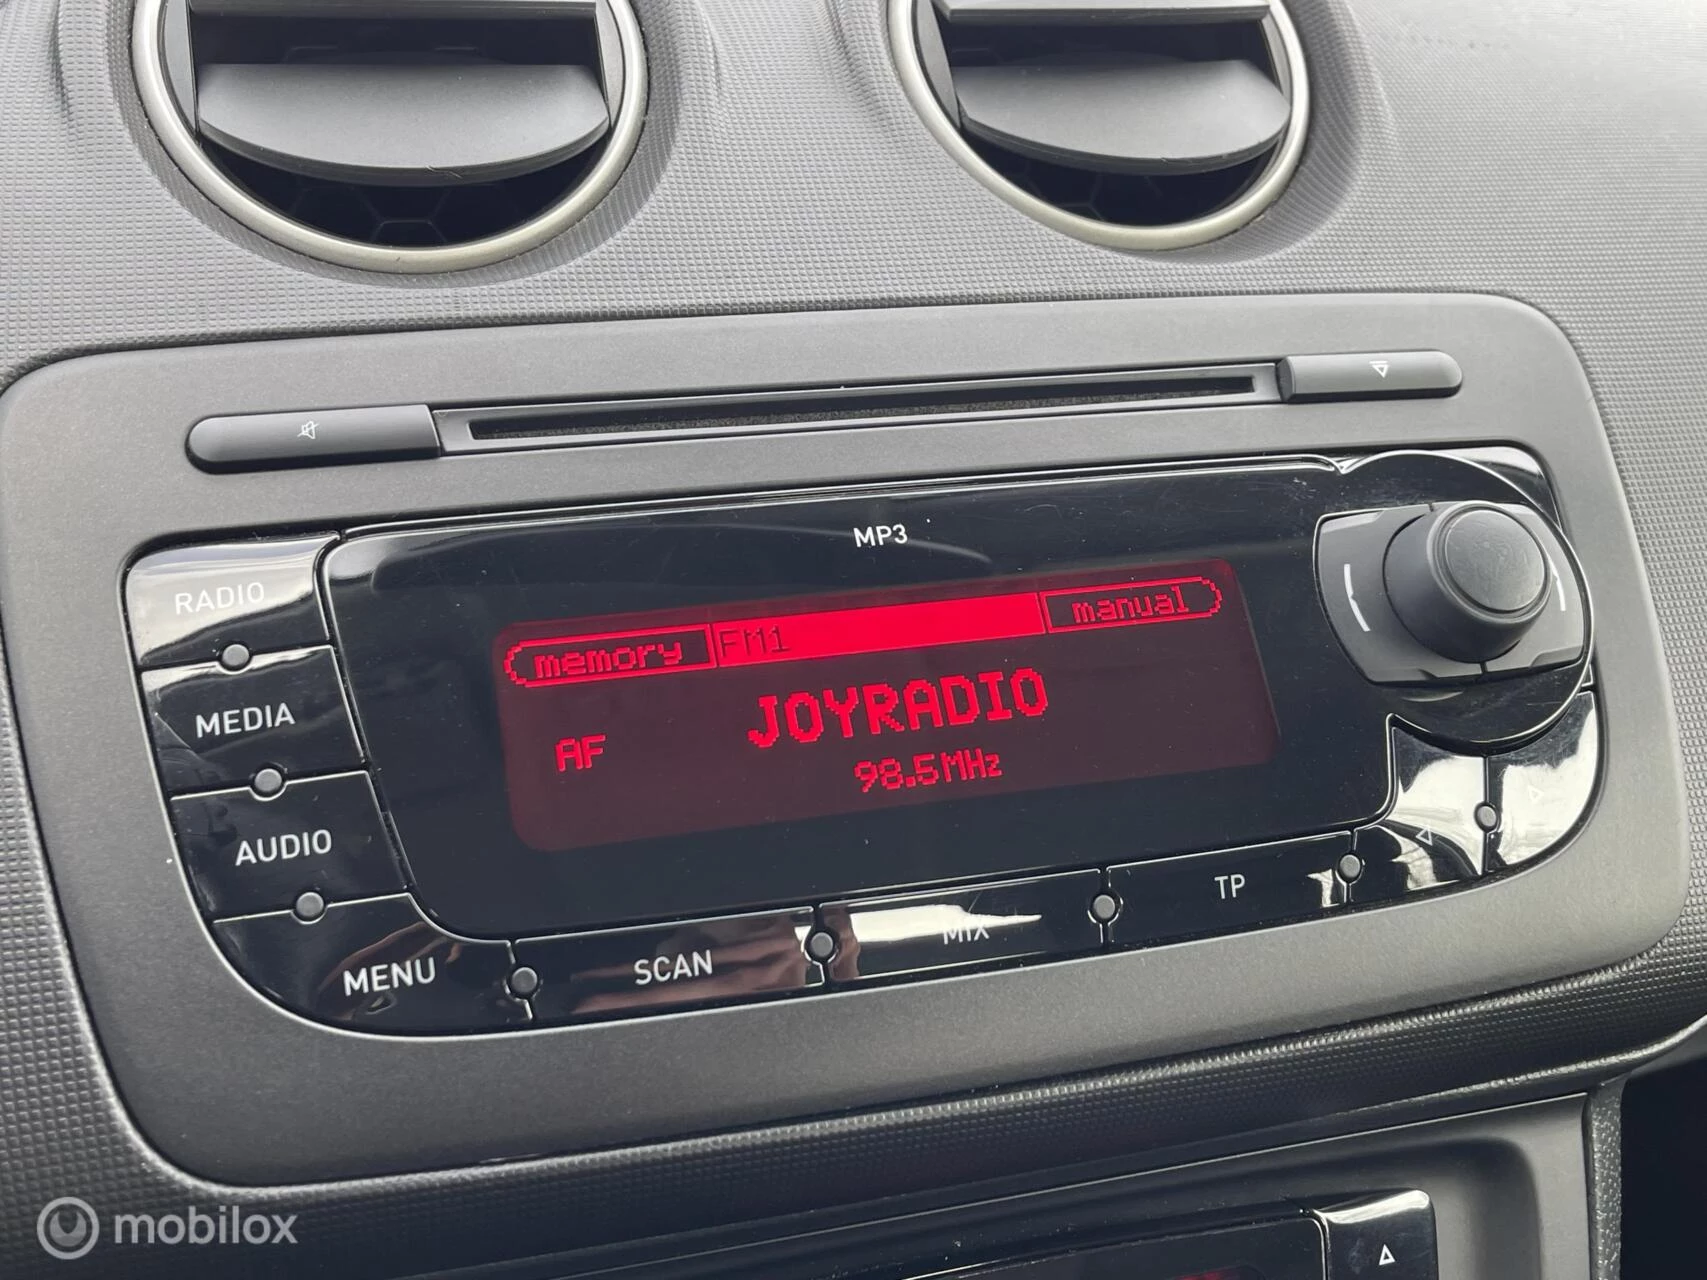 MP3
RADIO
memory FM1 manual
MEDIA
JOYRADIO
AF
98.5MHz
AUDIO
MENU
SCAN
MIX
TP
mobilox